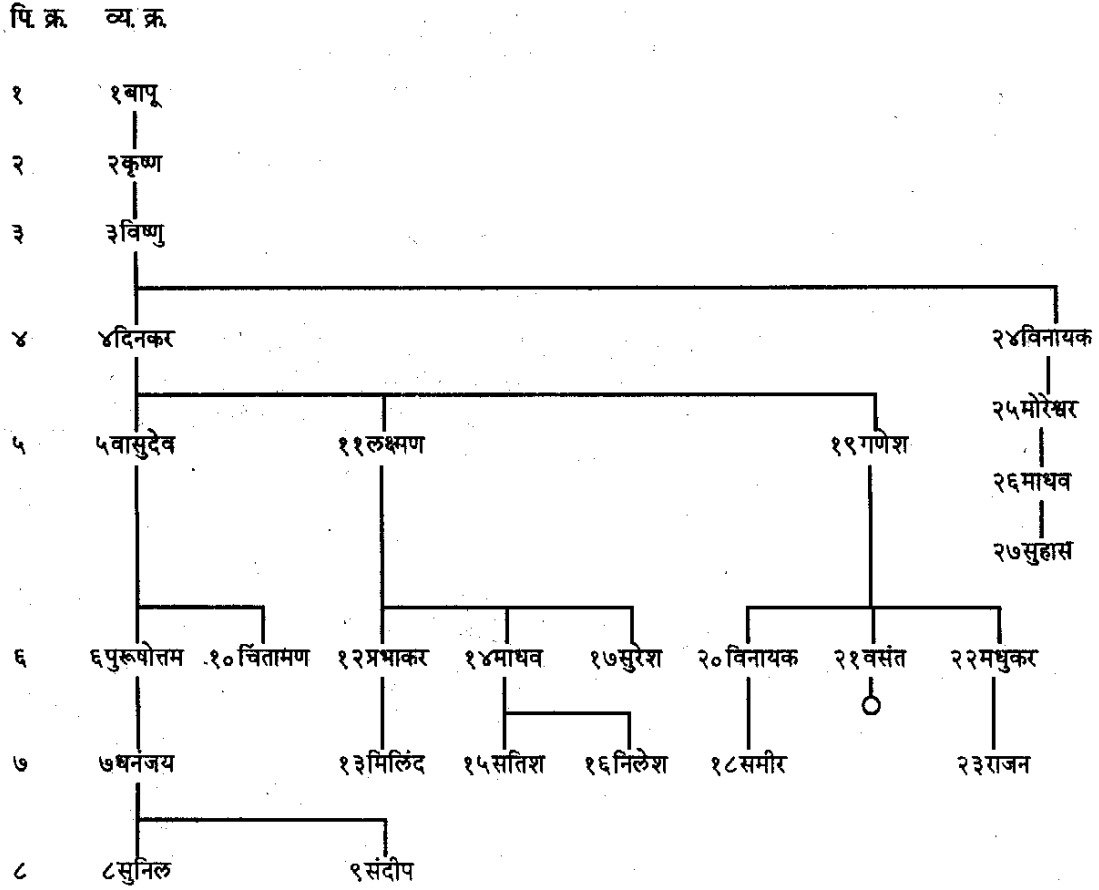 पि. क्र. व्य. क्र.
१ १बापू
२ २कृष्ण
३ ३विष्णु
४ ४दिनकर २४विनायक
२५मोरेश्वर
५ ५वासुदेव ११लक्ष्मण १९गणेश
२६माधव
२७सुहास
६ ६पुरूषोत्तम १०चिंतामण १२प्रभाकर १४माधव १७सुरेश २०विनायक २१वसंत २२मधुकर
७ ७धनंजय १३मिलिंद १५सतिश १६निलेश १८समीर २३राजन
८ ८सुनिल ९संदीप